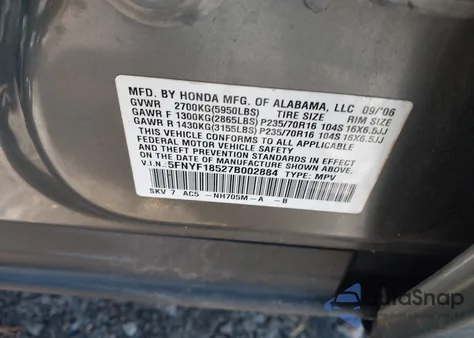 MFD. BY HONDA MFG. OF ALABAMA, LLC 09/'06
GVWR 2700KG(5950LBS) TIRE SIZE RIM SIZE
GAWR F 1300KG(2865LBS) P235/70R16 104S 16X6.5JJ
GAWR R 1430KG(3155LBS) P235/70R16 104S 16X6.5JJ
THIS VEHICLE CONFORMS TO ALL APPLICABLE
FEDERAL MOTOR VEHICLE SAFETY AND
THEFT PREVENTION STANDARDS IN EFFECT
ON THE DATE OF MANUFACTURE SHOWN ABOVE.
V.I.N.:5FNYF18527B002884 TYPE: MPV
SKV 7 AC5 -NH705M-A -B
AutoSnap